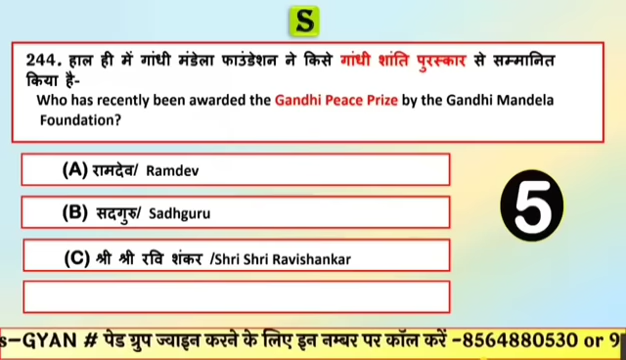 S
244. हाल ही में गांधी मंडेला फाउंडेशन ने किसे गांधी शांति पुरस्कार से सम्मानित
किया है-
Who has recently been awarded the Gandhi Peace Prize by the Gandhi Mandela
Foundation?
(A) रामदेव/ Ramdev
(B) सदगुरु/ Sadhguru
(C) श्री श्री रवि शंकर /Shri Shri Ravishankar
5
s-GYAN # पेड ग्रुप ज्वाइन करने के लिए इन नम्बर पर कॉल करें -8564880530 or 9